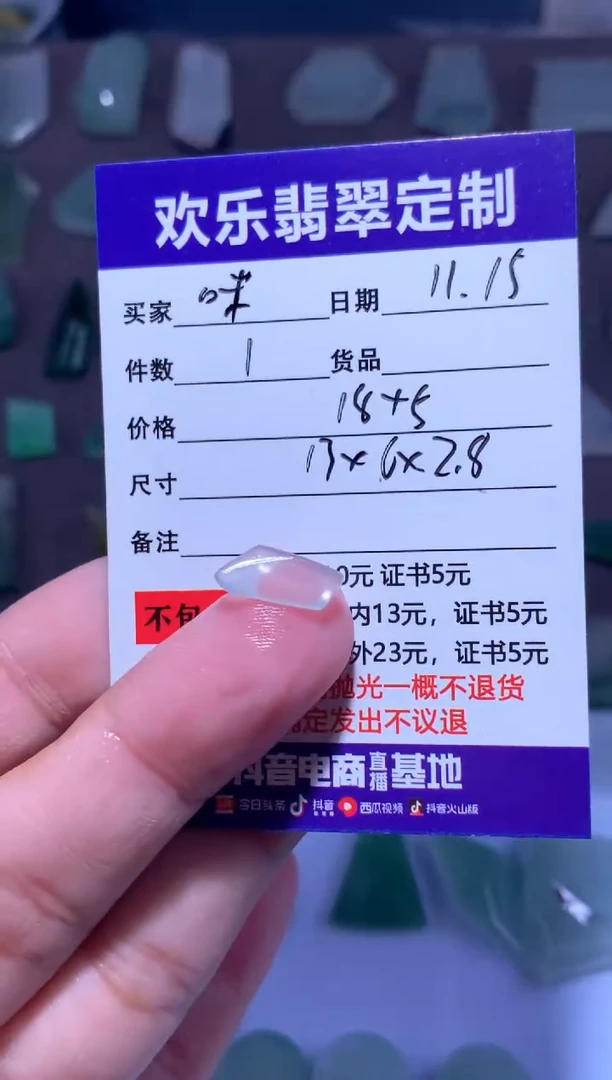 欢乐翡翠定制
买家 咪 日期 11.15
件数 1 货品
价格 18+5
尺寸 13×6×2.8
备注
0元 证书5元
不包 内13元，证书5元
外23元，证书5元
抛光一概不退货
定发出不议退
抖音电商直播基地
今日头条 抖音 西瓜视频 抖音火山版